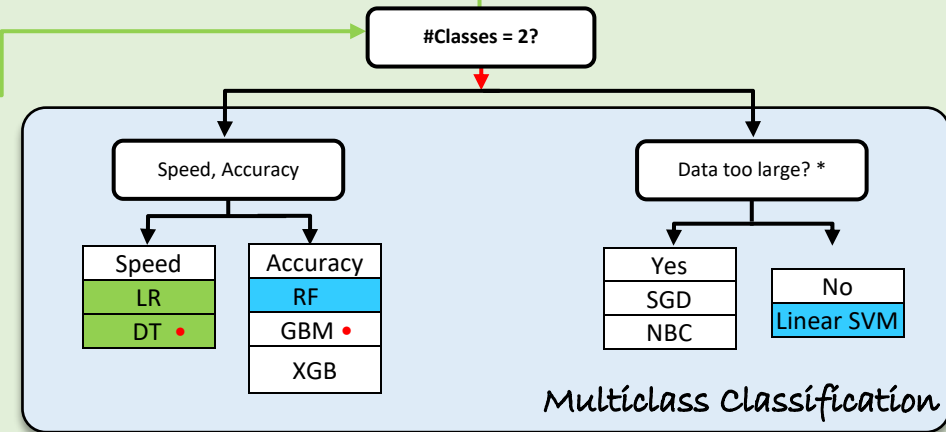 #Classes = 2?
Speed, Accuracy
Data too large? *
Speed
LR
DT
Accuracy
RF
GBM
XGB
Yes
SGD
NBC
No
Linear SVM
Multiclass Classification